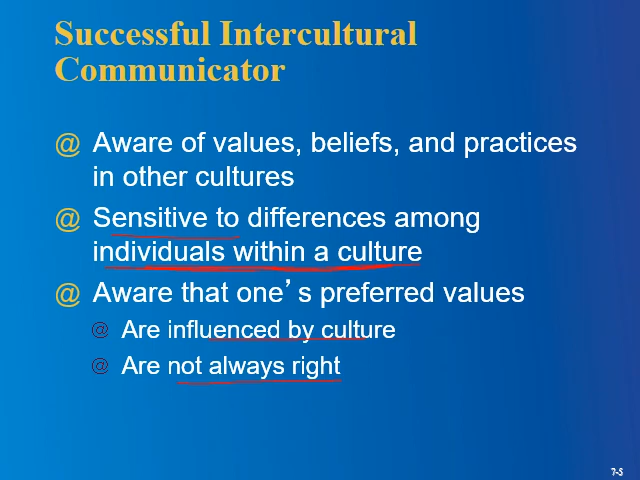 Successful Intercultural
Communicator
@ Aware of values, beliefs, and practices
in other cultures
@ Sensitive to differences among
individuals within a culture
@ Aware that one’s preferred values
@ Are influenced by culture
@ Are not always right
7-5